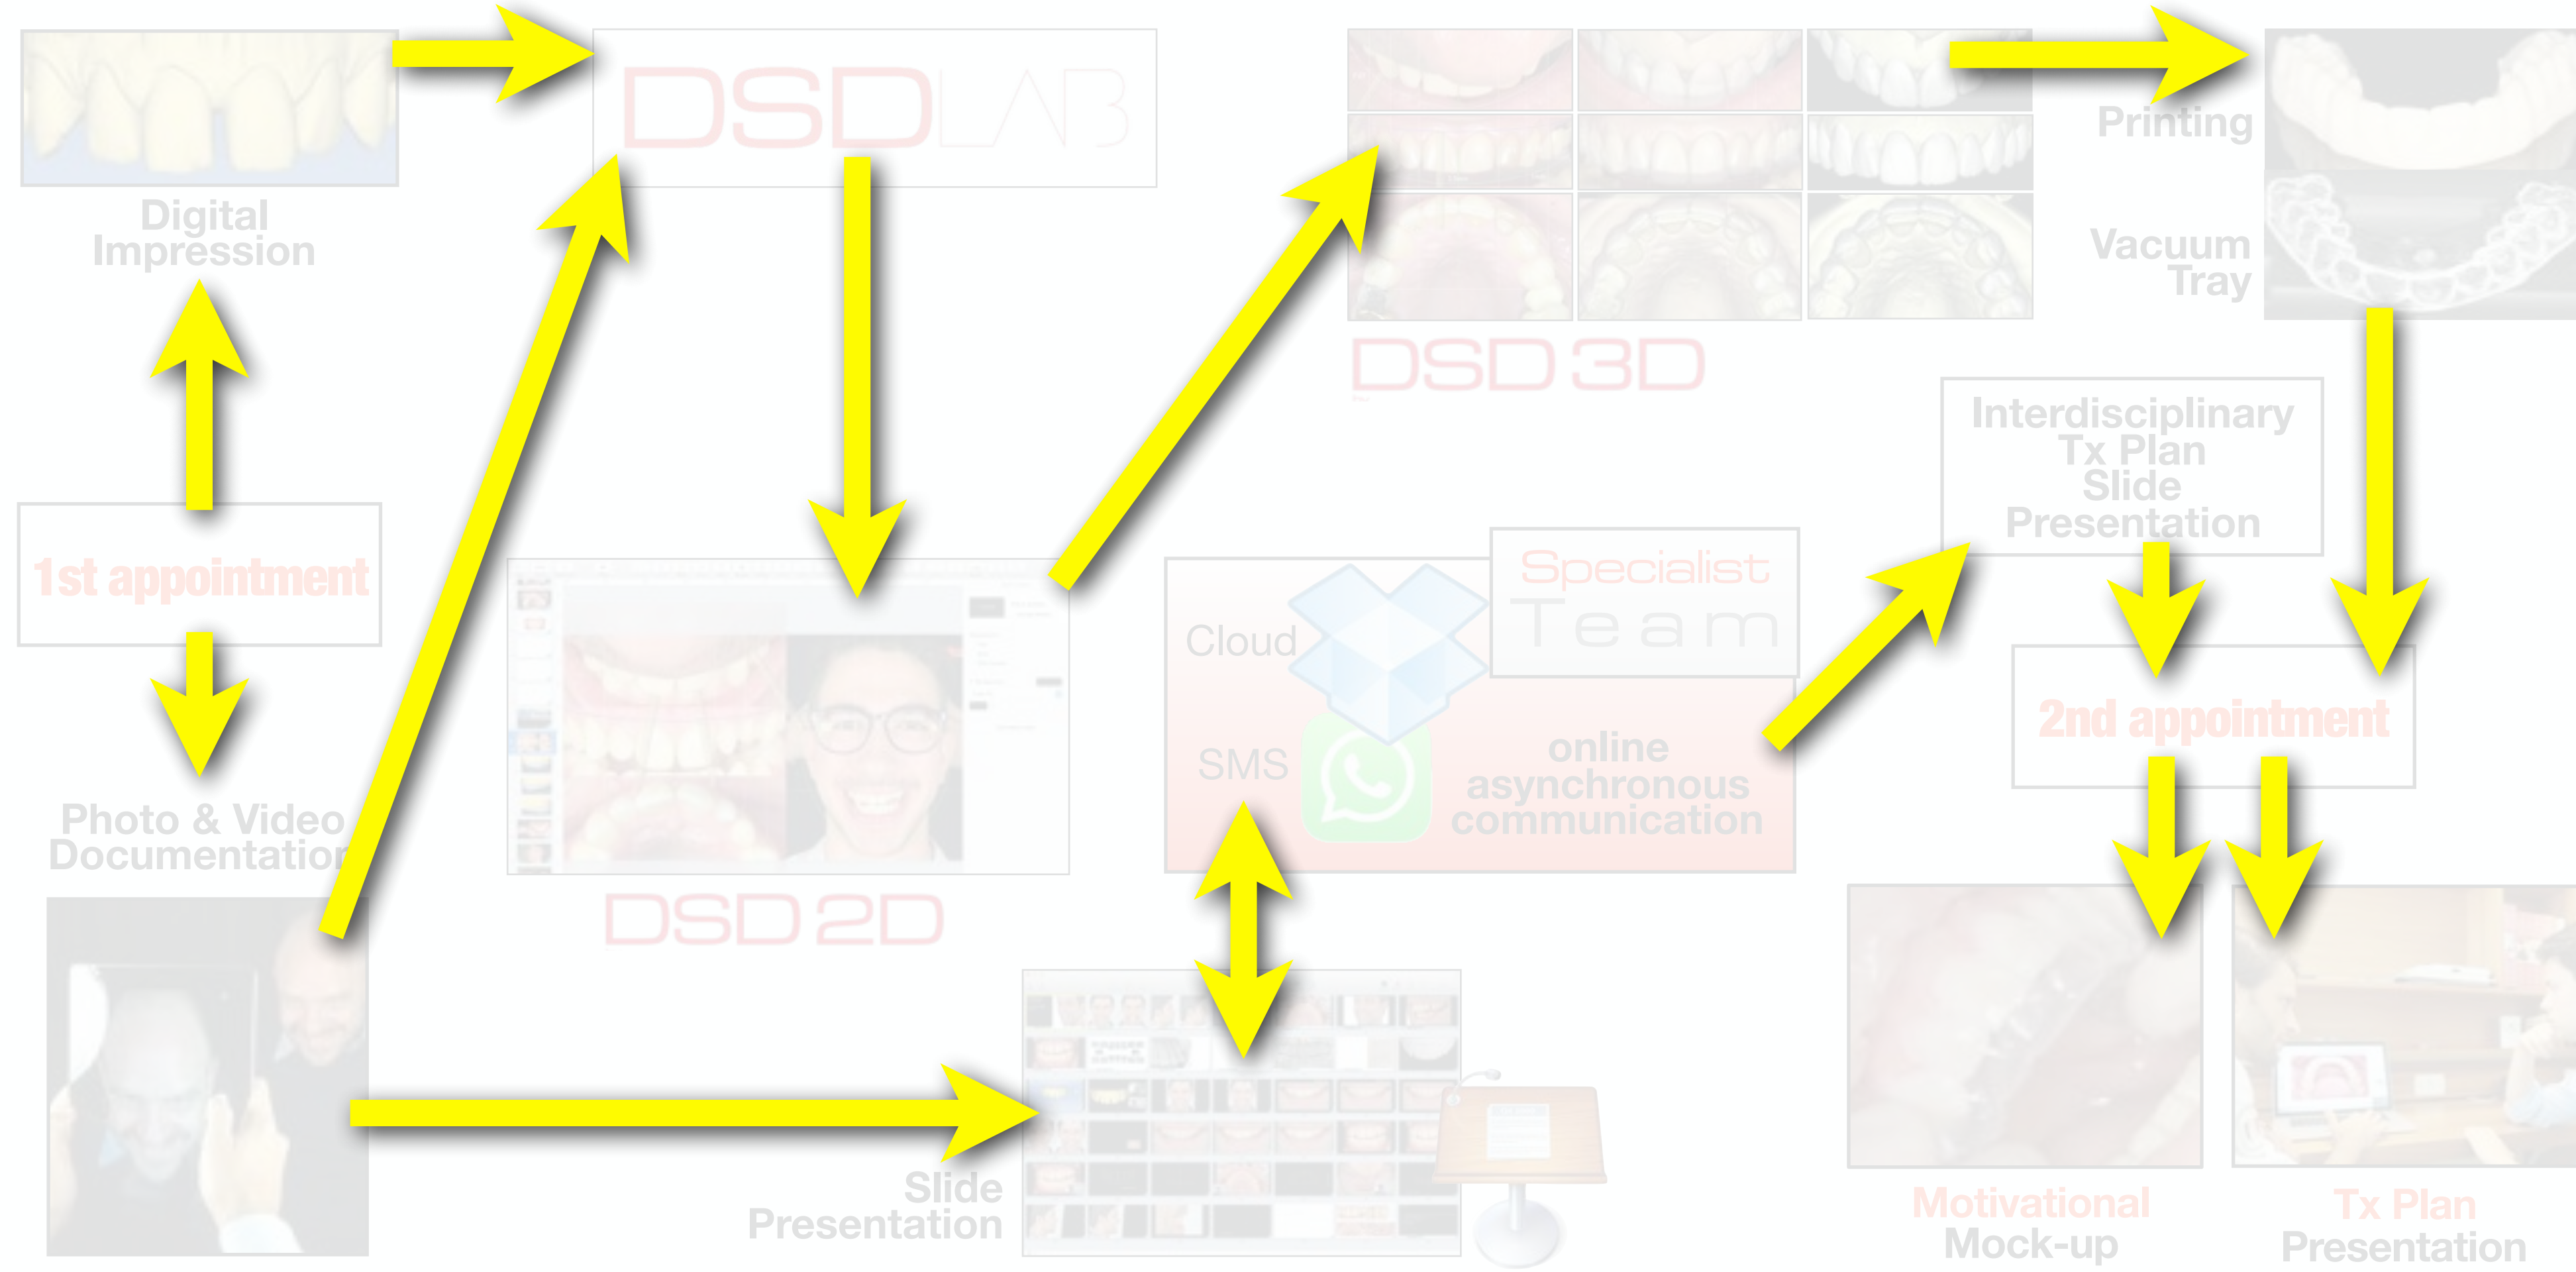 DSDLAB
Digital
Impression
1st appointment
Photo & Video
Documentation
DSD 2D
DSD 3D
Printing
Vacuum
Tray
Cloud
SMS
Specialist
Team
online
asynchronous
communication
Interdisciplinary
Tx Plan
Slide
Presentation
2nd appointment
Slide
Presentation
Motivational
Mock-up
Tx Plan
Presentation